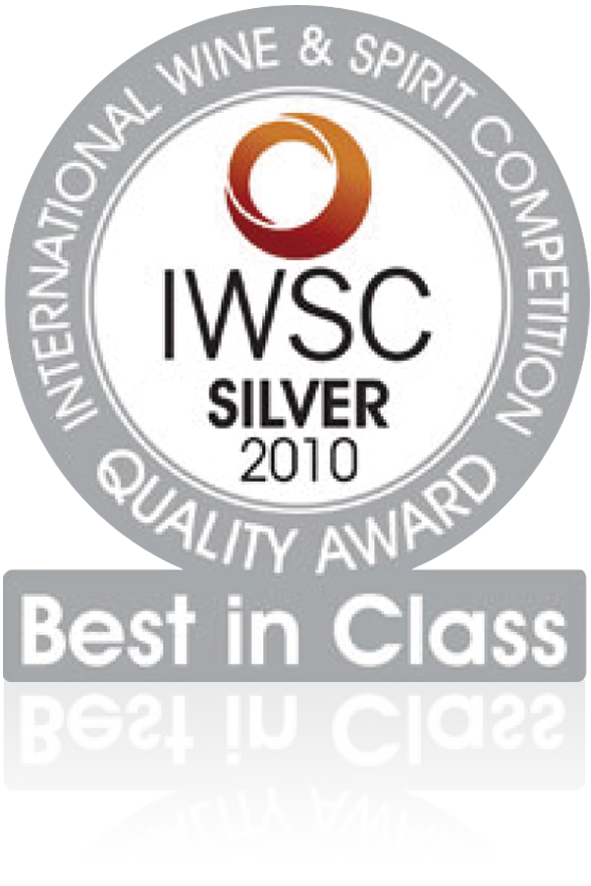 INTERNATIONAL WINE & SPIRIT COMPETITION
IWSC
SILVER
2010
QUALITY AWARD
Best in Class